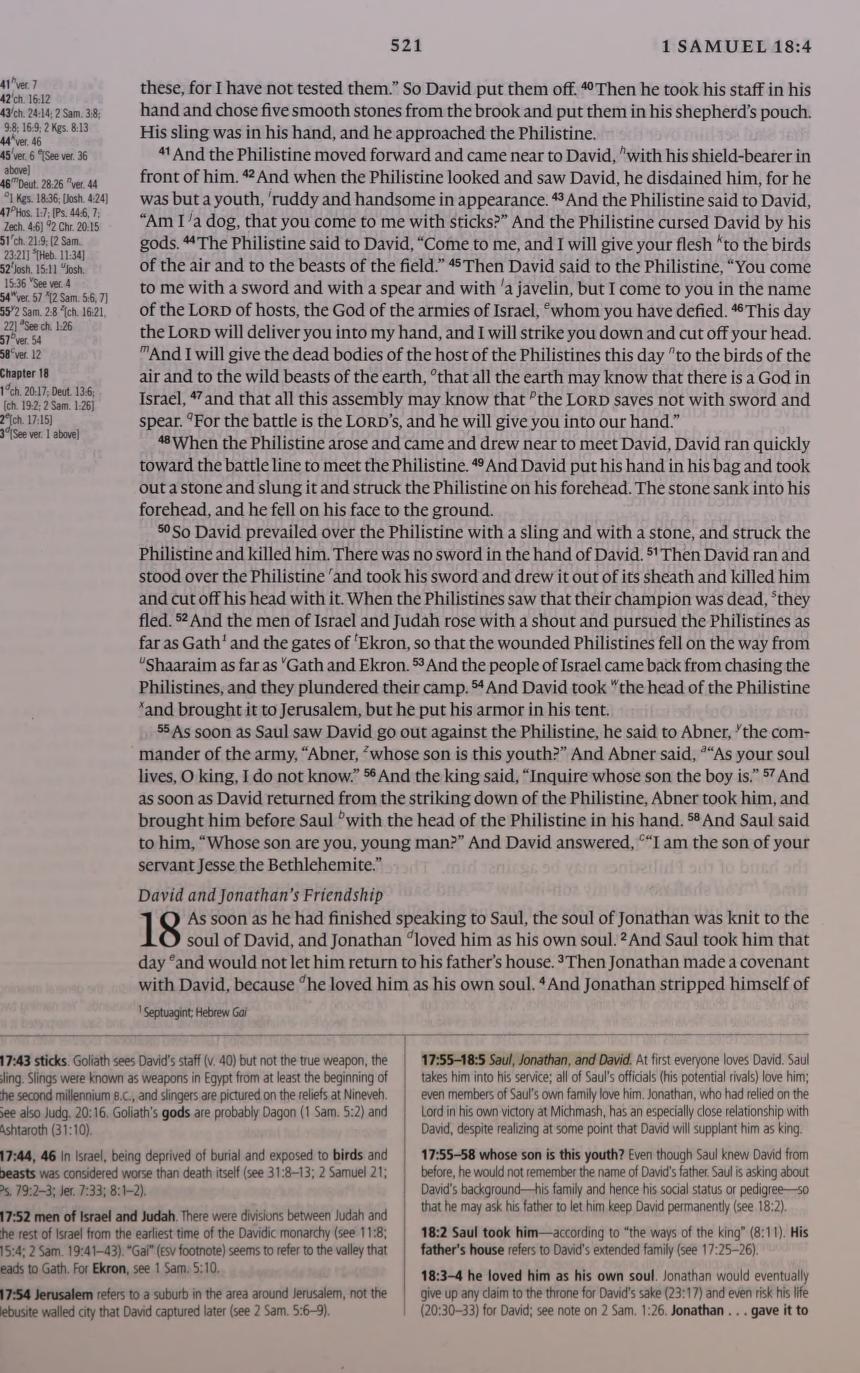 521
1 SAMUEL 18:4
41 h ver. 7
42 i ch. 16:12
43 j ch. 24:14; 2 Sam. 3:8;
9:8; 16:9; 2 Kgs. 8:13
44 k ver. 46
45 l ver. 6 e [See ver. 36
above]
46 m Deut. 28:26 n ver. 44
o 1 Kgs. 18:36; [Josh. 4:24]
47 p Hos. 1:7; [Ps. 44:6, 7;
Zech. 4:6] q 2 Chr. 20:15
51 r ch. 21:9; [2 Sam.
23:21] s [Heb. 11:34]
52 t Josh. 15:11 u Josh.
15:36 v See ver. 4
54 w ver. 57 x [2 Sam. 5:6, 7]
55 y 2 Sam. 2:8 z [ch. 16:21,
22] a See ch. 1:26
57 b ver. 54
58 c ver. 12
Chapter 18
1 d ch. 20:17; Deut. 13:6;
[ch. 19:2; 2 Sam. 1:26]
2 e [ch. 17:15]
3 d [See ver. 1 above]
these, for I have not tested them.” So David put them off. 40 Then he took his staff in his
hand and chose five smooth stones from the brook and put them in his shepherd’s pouch.
His sling was in his hand, and he approached the Philistine.
41 And the Philistine moved forward and came near to David, h with his shield-bearer in
front of him. 42 And when the Philistine looked and saw David, he disdained him, for he
was but a youth, i ruddy and handsome in appearance. 43 And the Philistine said to David,
“Am I j a dog, that you come to me with sticks?” And the Philistine cursed David by his
gods. 44 The Philistine said to David, “Come to me, and I will give your flesh k to the birds
of the air and to the beasts of the field.” 45 Then David said to the Philistine, “You come
to me with a sword and with a spear and with l a javelin, but I come to you in the name
of the LORD of hosts, the God of the armies of Israel, e whom you have defied. 46 This day
the LORD will deliver you into my hand, and I will strike you down and cut off your head.
m And I will give the dead bodies of the host of the Philistines this day n to the birds of the
air and to the wild beasts of the earth, o that all the earth may know that there is a God in
Israel, 47 and that all this assembly may know that p the LORD saves not with sword and
spear. q For the battle is the LORD’s, and he will give you into our hand.”
48 When the Philistine arose and came and drew near to meet David, David ran quickly
toward the battle line to meet the Philistine. 49 And David put his hand in his bag and took
out a stone and slung it and struck the Philistine on his forehead. The stone sank into his
forehead, and he fell on his face to the ground.
50 So David prevailed over the Philistine with a sling and with a stone, and struck the
Philistine and killed him. There was no sword in the hand of David. 51 Then David ran and
stood over the Philistine r and took his sword and drew it out of its sheath and killed him
and cut off his head with it. When the Philistines saw that their champion was dead, s they
fled. 52 And the men of Israel and Judah rose with a shout and pursued the Philistines as
far as Gath 1 and the gates of t Ekron, so that the wounded Philistines fell on the way from
u Shaaraim as far as v Gath and Ekron. 53 And the people of Israel came back from chasing the
Philistines, and they plundered their camp. 54 And David took w the head of the Philistine
x and brought it to Jerusalem, but he put his armor in his tent.
55 As soon as Saul saw David go out against the Philistine, he said to Abner, y the com-
mander of the army, “Abner, z whose son is this youth?” And Abner said, a “As your soul
lives, O king, I do not know.” 56 And the king said, “Inquire whose son the boy is.” 57 And
as soon as David returned from the striking down of the Philistine, Abner took him, and
brought him before Saul b with the head of the Philistine in his hand. 58 And Saul said
to him, “Whose son are you, young man?” And David answered, c “I am the son of your
servant Jesse the Bethlehemite.”
David and Jonathan’s Friendship
18 As soon as he had finished speaking to Saul, the soul of Jonathan was knit to the
soul of David, and Jonathan d loved him as his own soul. 2 And Saul took him that
day e and would not let him return to his father’s house. 3 Then Jonathan made a covenant
with David, because d he loved him as his own soul. 4 And Jonathan stripped himself of
1 Septuagint; Hebrew Gai
17:43 sticks. Goliath sees David’s staff (v. 40) but not the true weapon, the
sling. Slings were known as weapons in Egypt from at least the beginning of
the second millennium B.C., and slingers are pictured on the reliefs at Nineveh.
See also Judg. 20:16. Goliath’s gods are probably Dagon (1 Sam. 5:2) and
Ashtaroth (31:10).
17:44, 46 In Israel, being deprived of burial and exposed to birds and
beasts was considered worse than death itself (see 31:8–13; 2 Samuel 21;
Ps. 79:2–3; Jer. 7:33; 8:1–2).
17:52 men of Israel and Judah. There were divisions between Judah and
the rest of Israel from the earliest time of the Davidic monarchy (see 11:8;
15:4; 2 Sam. 19:41–43). “Gai” (ESV footnote) seems to refer to the valley that
leads to Gath. For Ekron, see 1 Sam. 5:10.
17:54 Jerusalem refers to a suburb in the area around Jerusalem, not the
Jebusite walled city that David captured later (see 2 Sam. 5:6–9).
17:55–18:5 Saul, Jonathan, and David. At first everyone loves David. Saul
takes him into his service; all of Saul’s officials (his potential rivals) love him;
even members of Saul’s own family love him. Jonathan, who had relied on the
Lord in his own victory at Michmash, has an especially close relationship with
David, despite realizing at some point that David will supplant him as king.
17:55–58 whose son is this youth? Even though Saul knew David from
before, he would not remember the name of David’s father. Saul is asking about
David’s background—his family and hence his social status or pedigree—so
that he may ask his father to let him keep David permanently (see 18:2).
18:2 Saul took him—according to “the ways of the king” (8:11). His
father’s house refers to David’s extended family (see 17:25–26).
18:3–4 he loved him as his own soul. Jonathan would eventually
give up any claim to the throne for David’s sake (23:17) and even risk his life
(20:30–33) for David; see note on 2 Sam. 1:26. Jonathan . . . gave it to